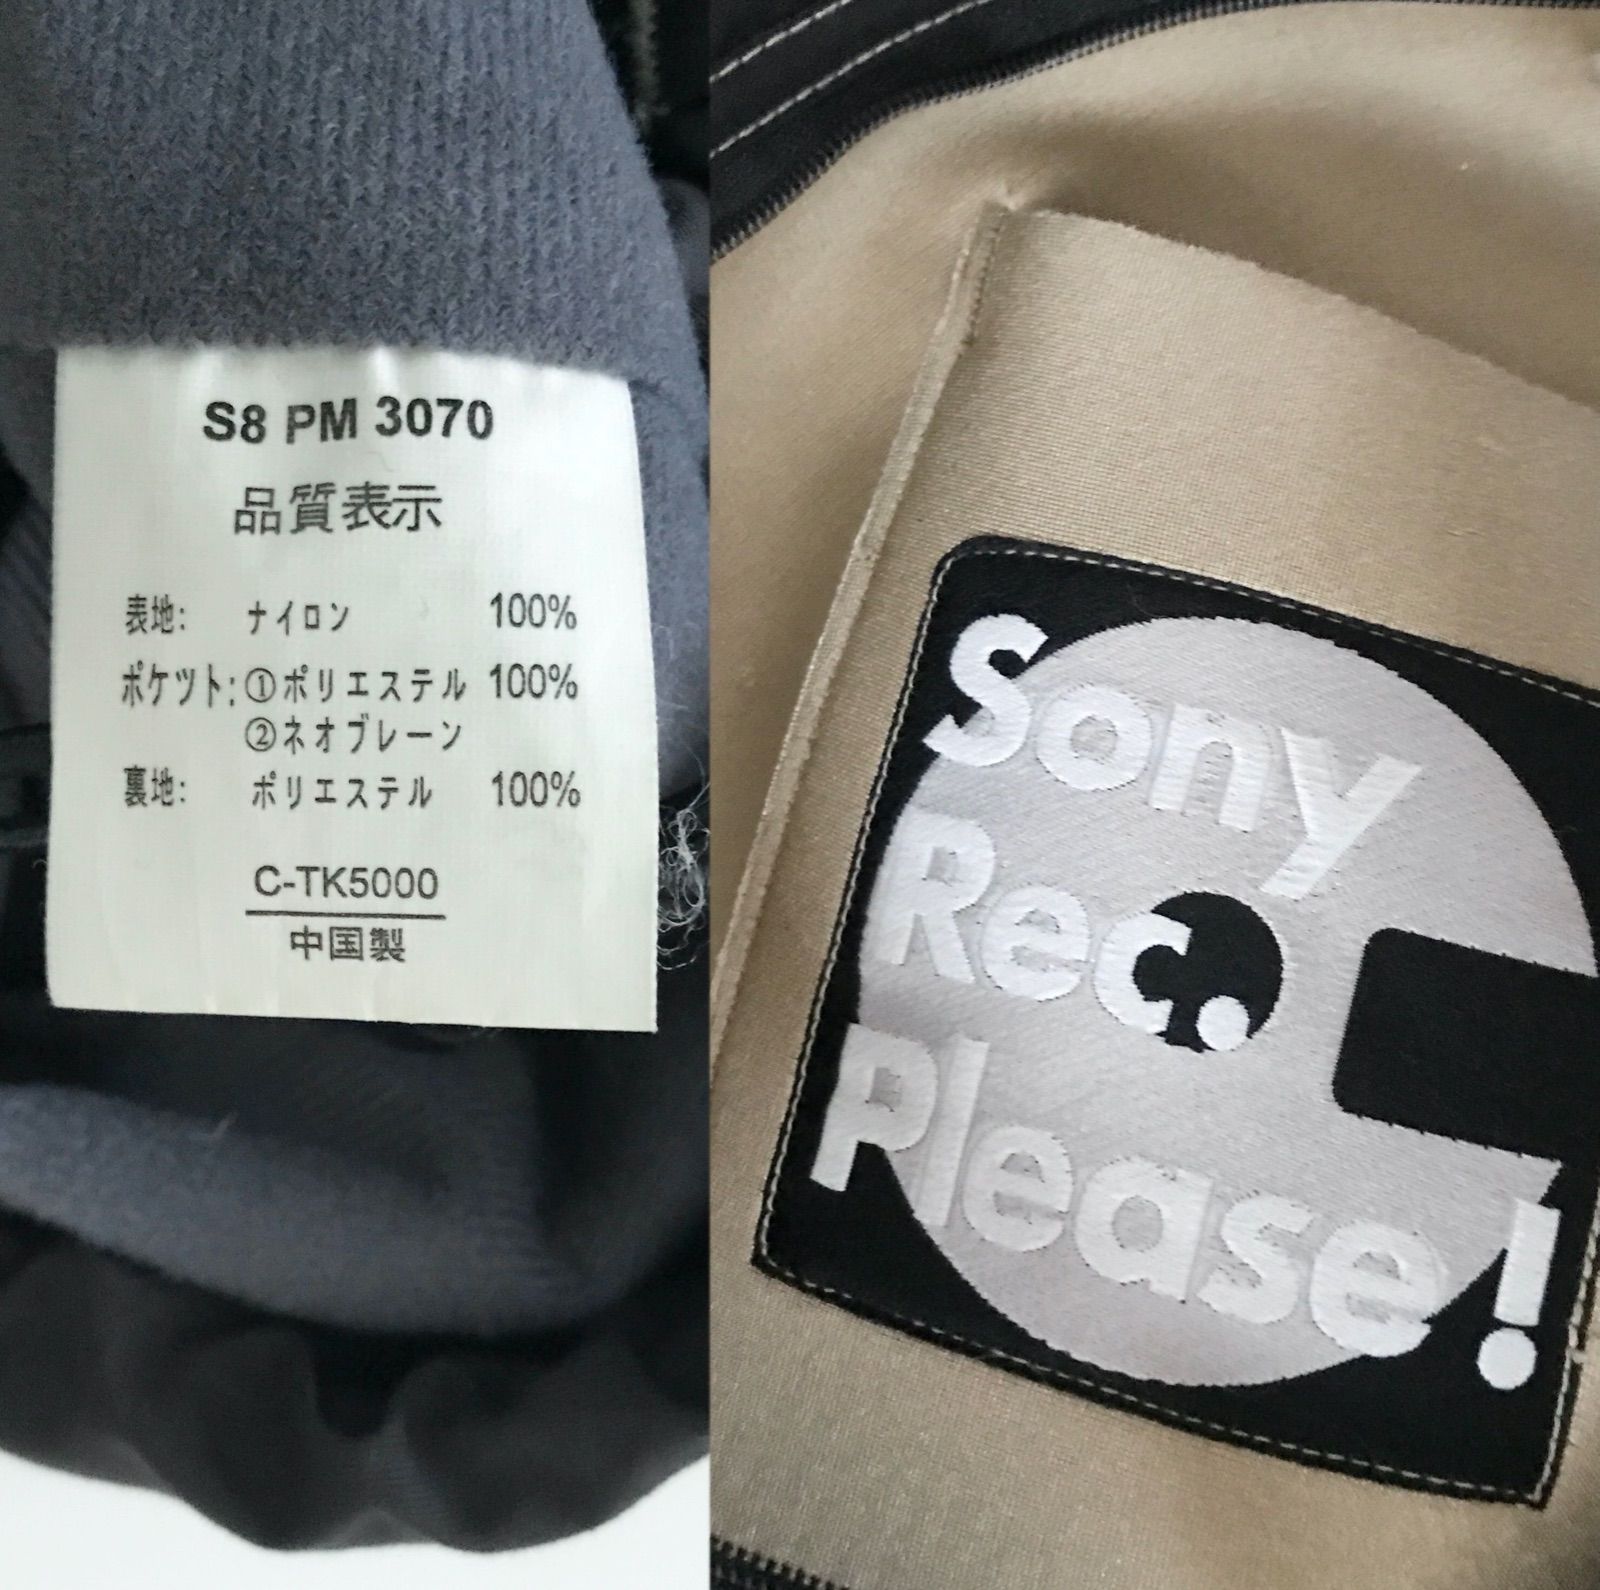 S8 PM 3070
品質表示
表地: ナイロン 100%
ポケット: ①ポリエステル 100%
②ネオブレーン
裏地: ポリエステル 100%
C-TK5000
中国製
Sony
Rec.
Please!